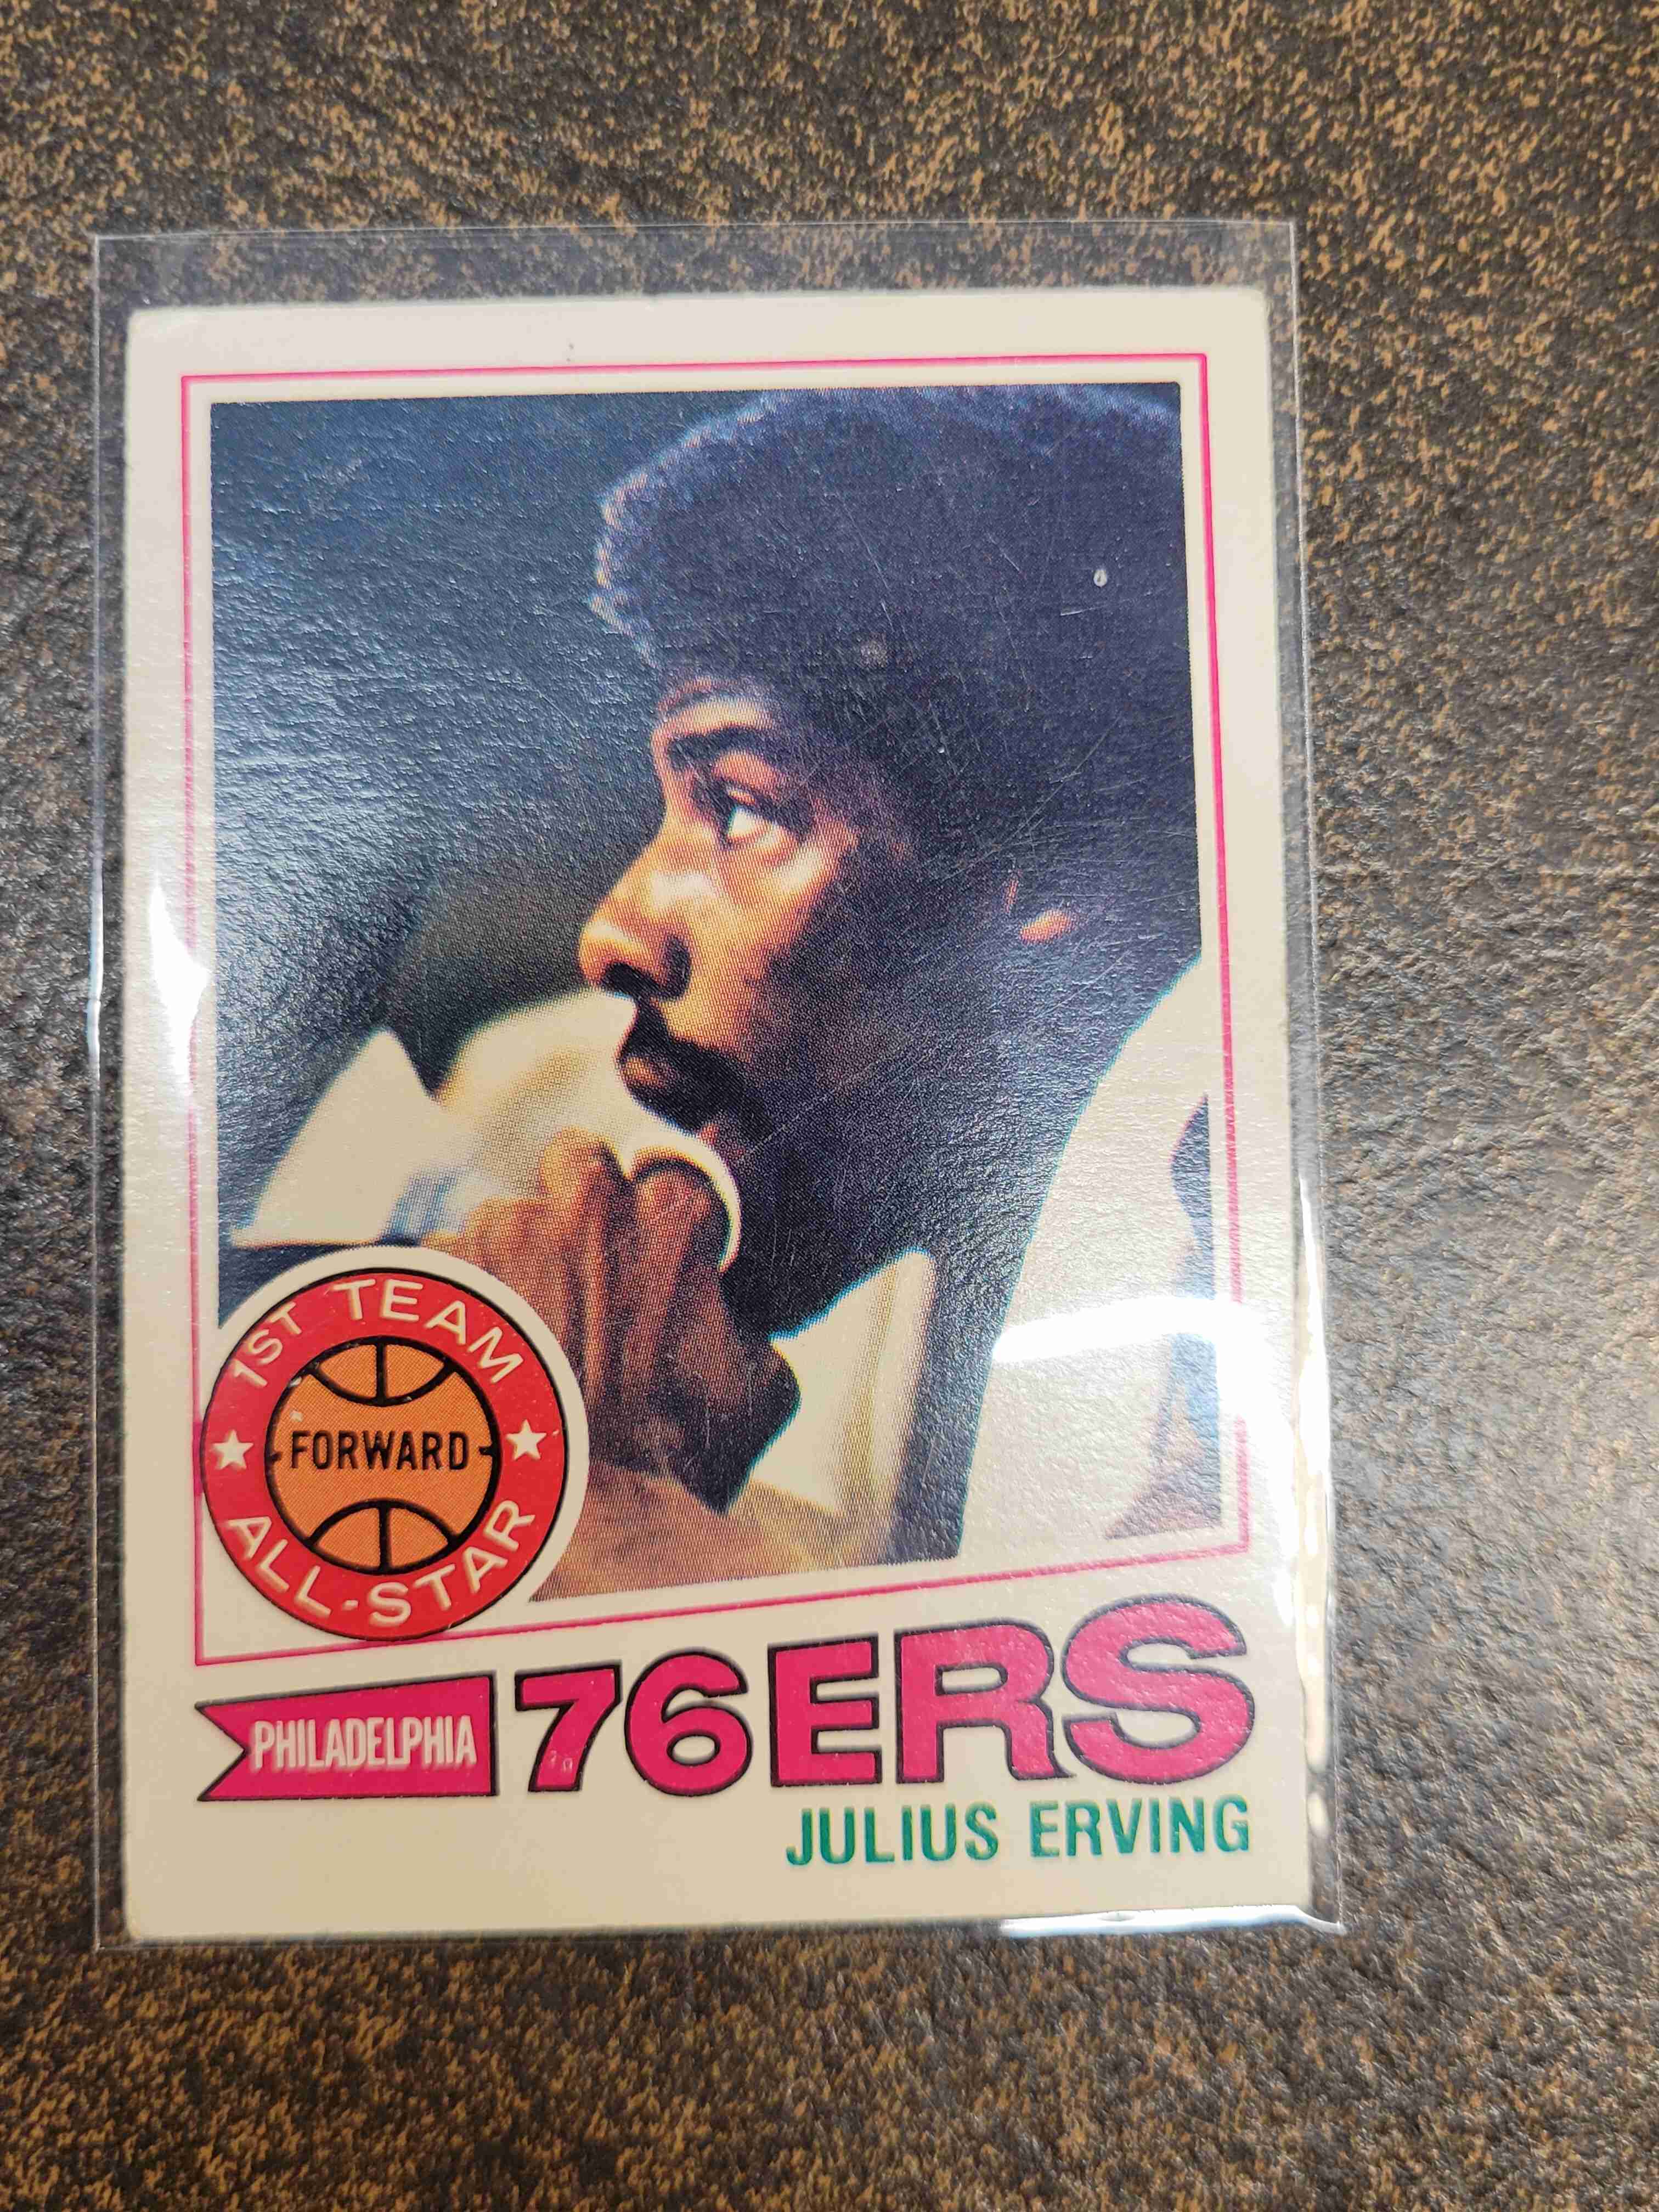 1ST TEAM
FORWARD
ALL-STAR
PHILADELPHIA 76ERS
JULIUS ERVING